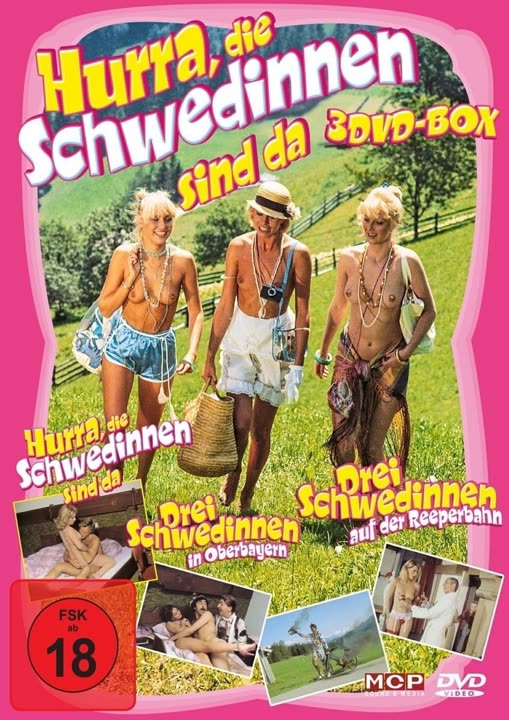 Hurra, die
Schwedinnen
sind da
3DVD-BOX
Hurra, die
Schwedinnen
sind da
Drei
Schwedinnen
in Oberbayern
Drei
Schwedinnen
auf der Reeperbahn
FSK
ab
18
MCP
SOUND & MEDIA
DVD
VIDEO